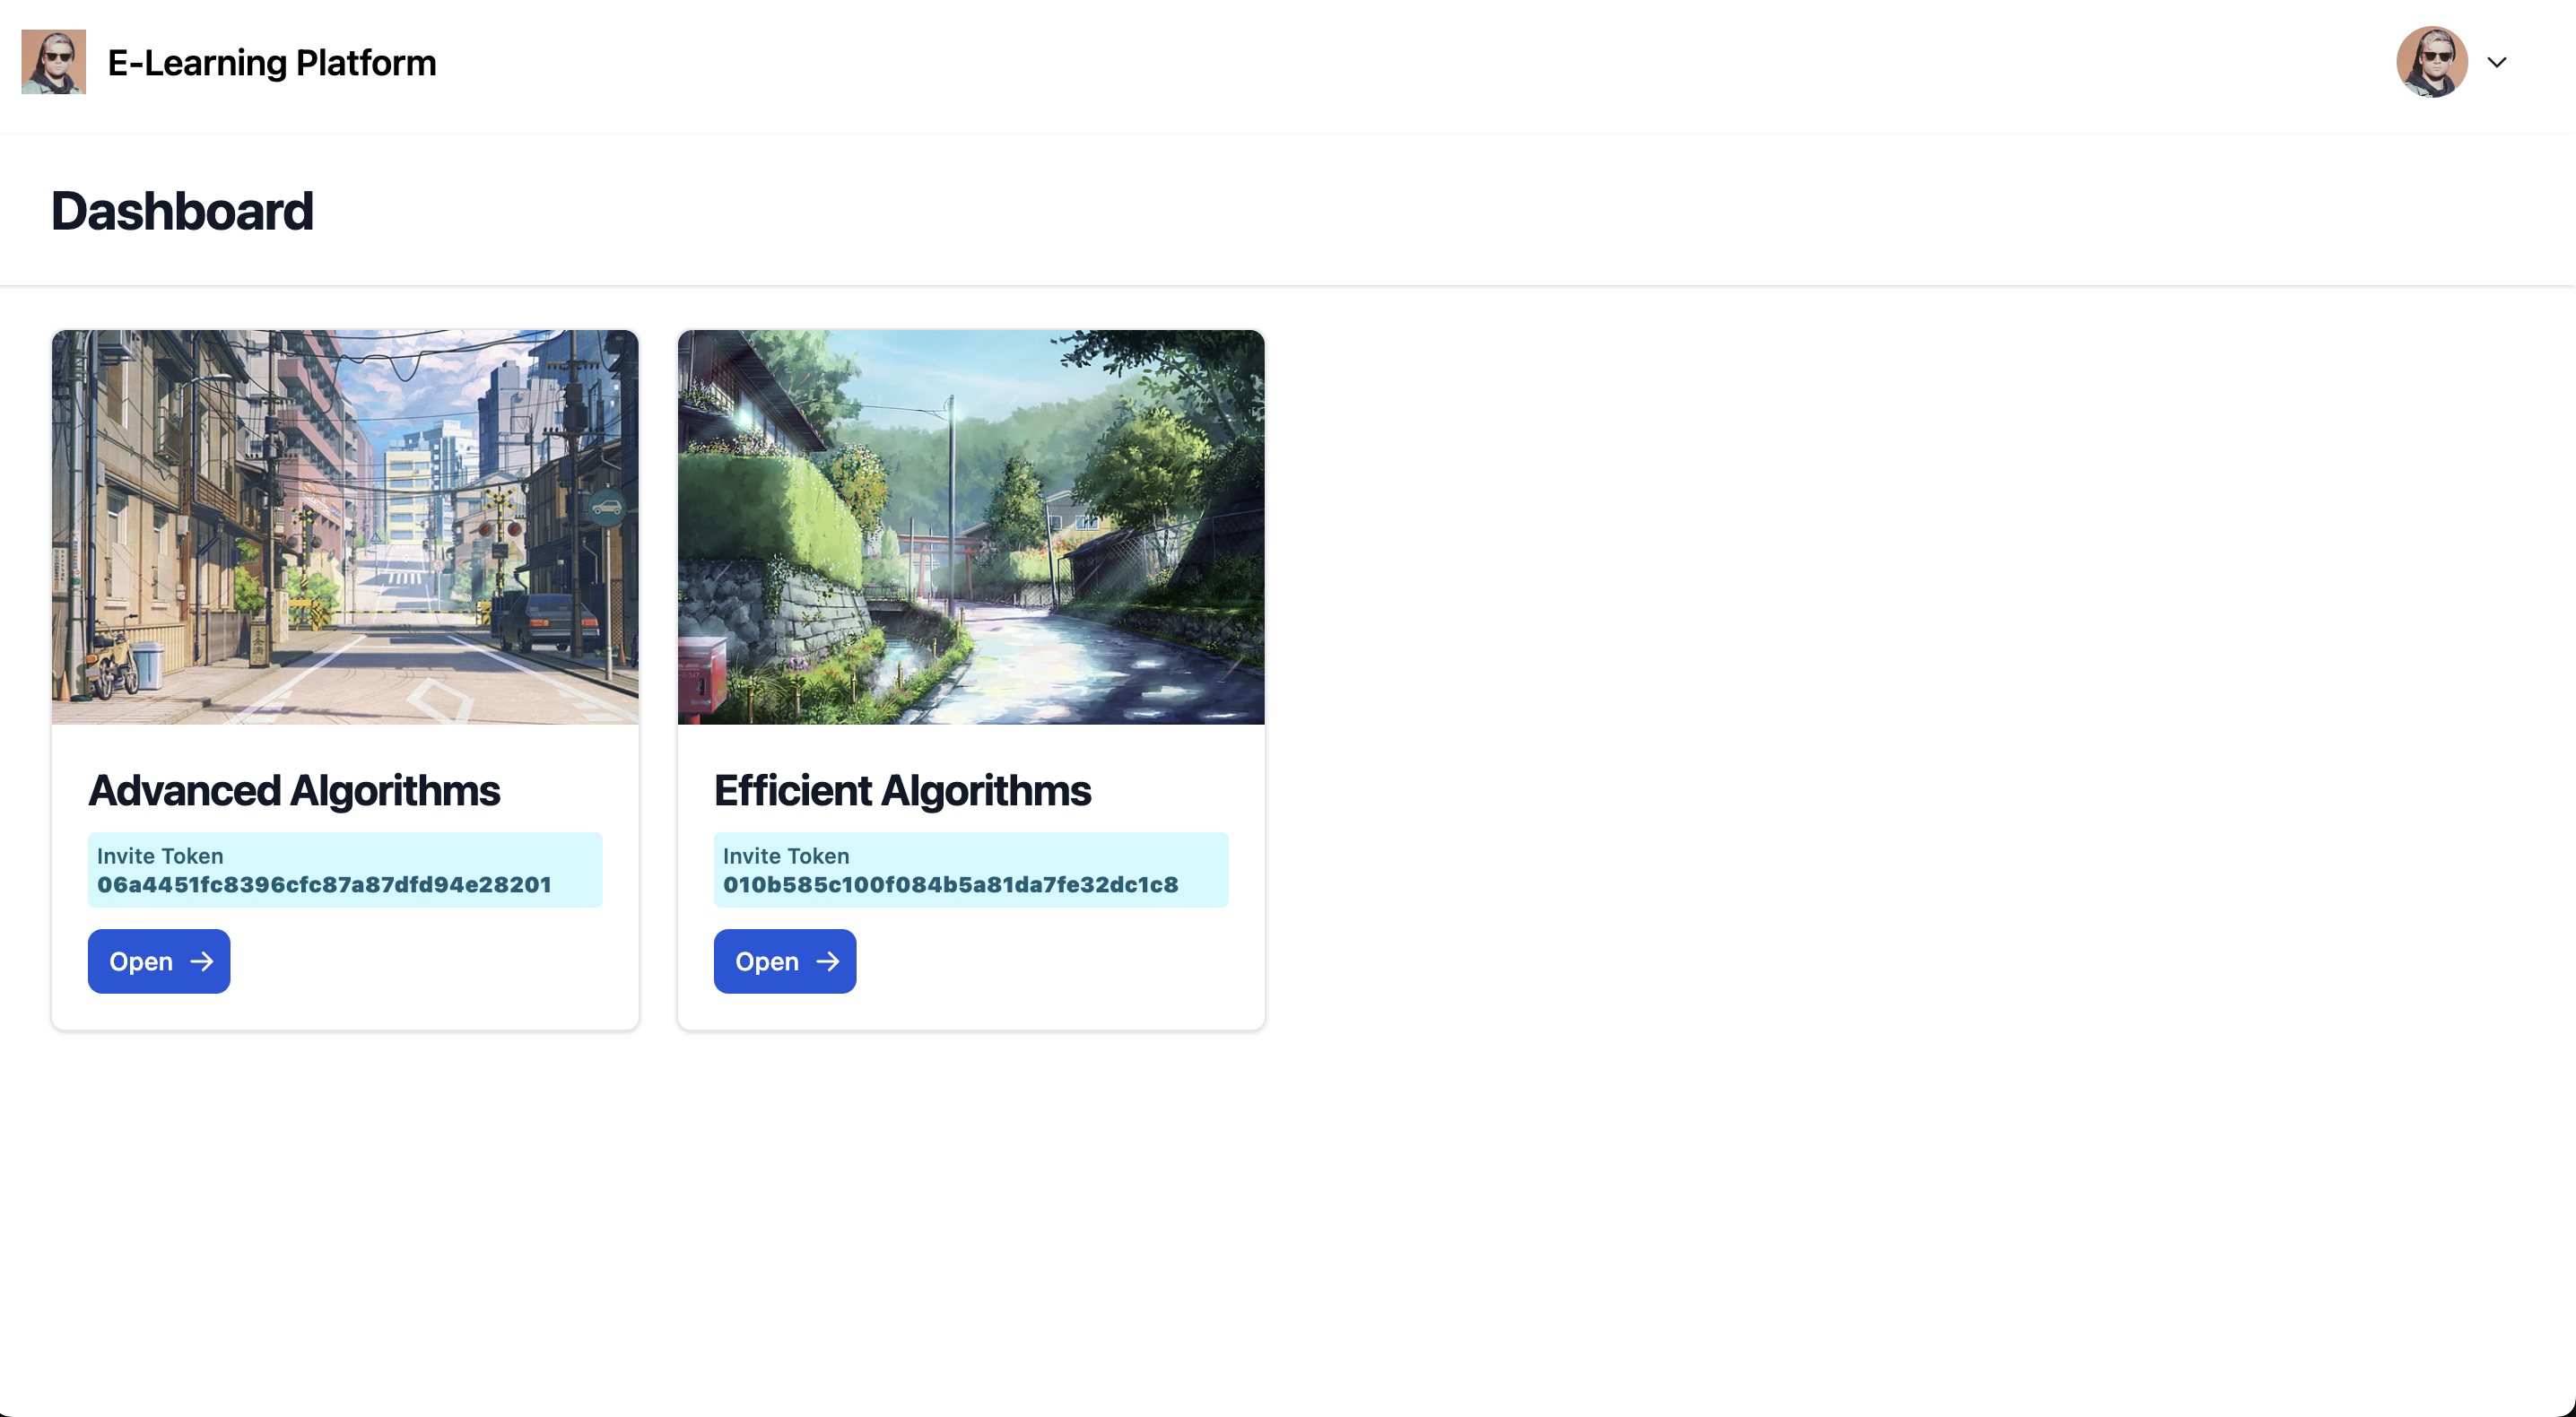 E-Learning Platform
Dashboard
Advanced Algorithms
Invite Token
06a4451fc8396cfc87a87dfd94e28201
Open
Efficient Algorithms
Invite Token
010b585c100f084b5a81da7fe32dc1c8
Open